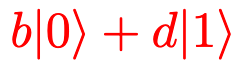 b|0⟩ + d|1⟩